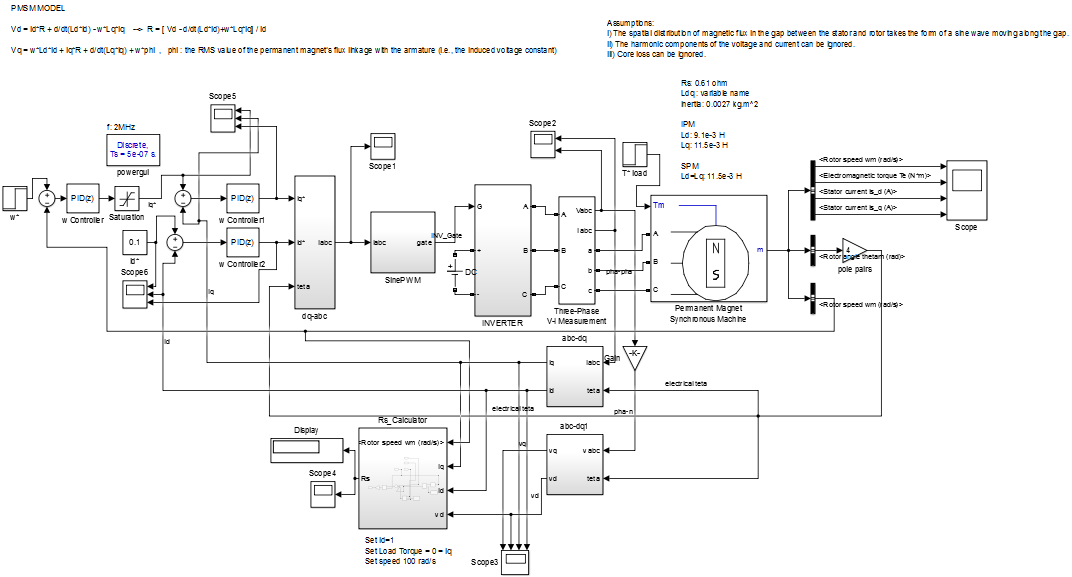 PMSM MODEL
Vd = Id*R + d/dt(Ld*Id) - w*Lq*Iq --> R = [ Vd - d/dt(Ld*Id)+w*Lq*Iq] / Id
Vq = w*Ld*Id + Iq*R + d/dt(Lq*Iq) + w*phi , phi : the RMS value of the permanent magnet's flux linkage with the armature (i.e., the induced voltage constant)
Assumptions:
I) The spatial distribution of magnetic flux in the gap between the stator and rotor takes the form of a sine wave moving along the gap.
II) The harmonic components of the voltage and current can be ignored.
III) Core loss can be ignored.
Rs: 0.61 ohm
Ldq: variable name
Inertia: 0.0027 kg.m^2
IPM
Ld: 9.1e-3 H
Lq: 11.5e-3 H
SPM
Ld=Lq: 11.5e-3 H
f: 2MHz
Discrete,
Ts = 5e-07 s.
powergui
Scope5
Scope1
Scope2
T* load
w*
PID(z)
w Controller
Saturation
iq*
PID(z)
w Controller1
PID(z)
w Controller2
0.1
Id*
Scope6
Iq
Id
iq*
id*
teta
Iabc
dq-abc
Iabc
gate
SinePWM
INV_Gate
DC
+
G
+
-
A
B
C
INVERTER
A
B
C
Vabc
Iabc
a
b
c
Three-Phase
V-I Measurement
pha-pha
Tm
A
B
C
m
N
S
Permanent Magnet
Synchronous Machine
<Rotor speed wm (rad/s)>
<Electromagnetic torque Te (N*m)>
<Stator current is_d (A)>
<Stator current is_q (A)>
Scope
<Rotor angle thetam (rad)>
4
pole pairs
<Rotor speed wm (rad/s)>
abc-dq
Iq
Id
Iabc
teta
Gain
-K-
electrical teta
electrical teta
pha-n
abc-dq1
vq
vd
v abc
teta
vq
vd
Rs_Calculator
<Rotor speed wm (rad/s)>
Iq
Id
vd
Rs
Display
Scope4
Set Id=1
Set Load Torque = 0 = Iq
Set speed 100 rad/s
Scope3